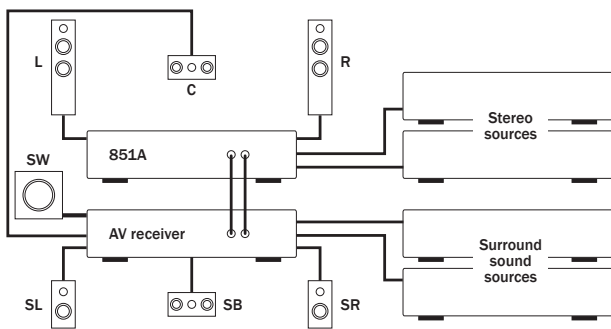 L
R
C
Stereo
sources
851A
SW
AV receiver
Surround
sound
sources
SL
SB
SR